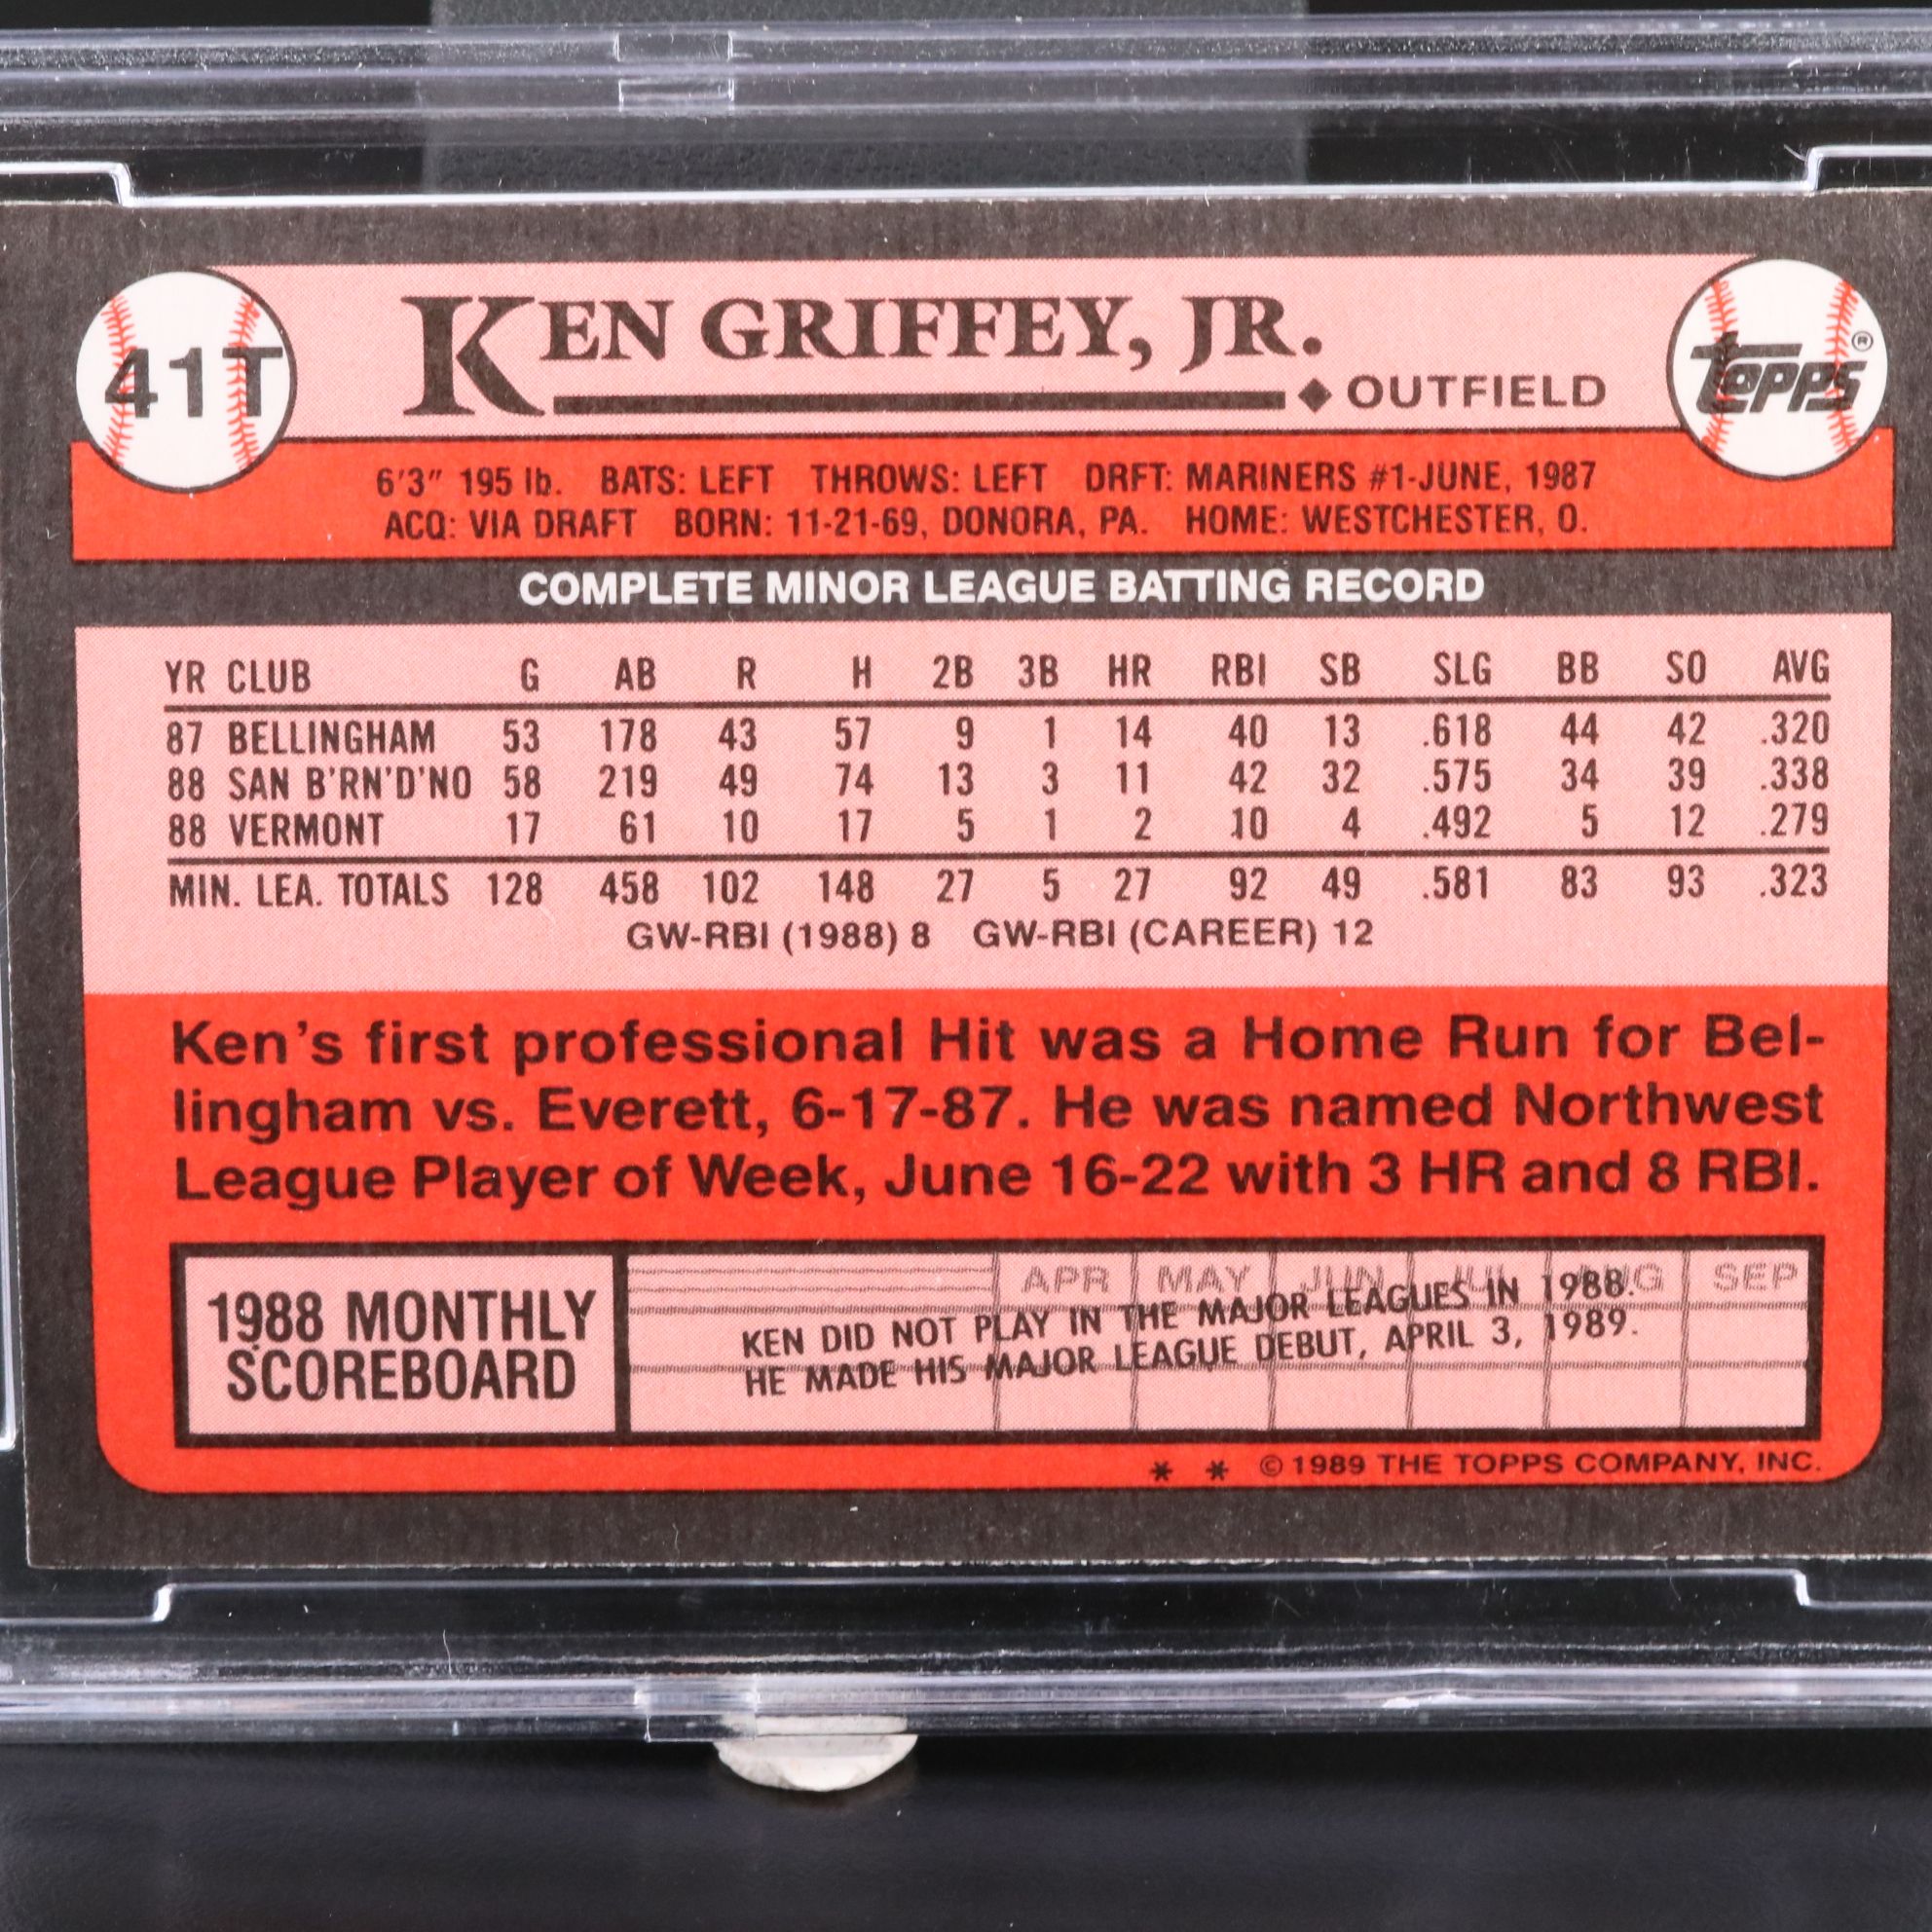 41T
KEN GRIFFEY, JR.
◆ OUTFIELD
TOPPS®
6'3" 195 lb. BATS: LEFT THROWS: LEFT DRFT: MARINERS #1-JUNE, 1987
ACQ: VIA DRAFT BORN: 11-21-69, DONORA, PA. HOME: WESTCHESTER, O.
COMPLETE MINOR LEAGUE BATTING RECORD
YR CLUB G AB R H 2B 3B HR RBI SB SLG BB SO AVG
87 BELLINGHAM 53 178 43 57 9 1 14 40 13 .618 44 42 .320
88 SAN B'RN'D'NO 58 219 49 74 13 3 11 42 32 .575 34 39 .338
88 VERMONT 17 61 10 17 5 1 2 10 4 .492 5 12 .279
MIN. LEA. TOTALS 128 458 102 148 27 5 27 92 49 .581 83 93 .323
GW-RBI (1988) 8 GW-RBI (CAREER) 12
Ken's first professional Hit was a Home Run for Bel-
lingham vs. Everett, 6-17-87. He was named Northwest
League Player of Week, June 16-22 with 3 HR and 8 RBI.
1988 MONTHLY
SCOREBOARD
APR MAY JUN JUL AUG SEP
KEN DID NOT PLAY IN THE MAJOR LEAGUES IN 1988.
HE MADE HIS MAJOR LEAGUE DEBUT, APRIL 3, 1989.
* * © 1989 THE TOPPS COMPANY, INC.